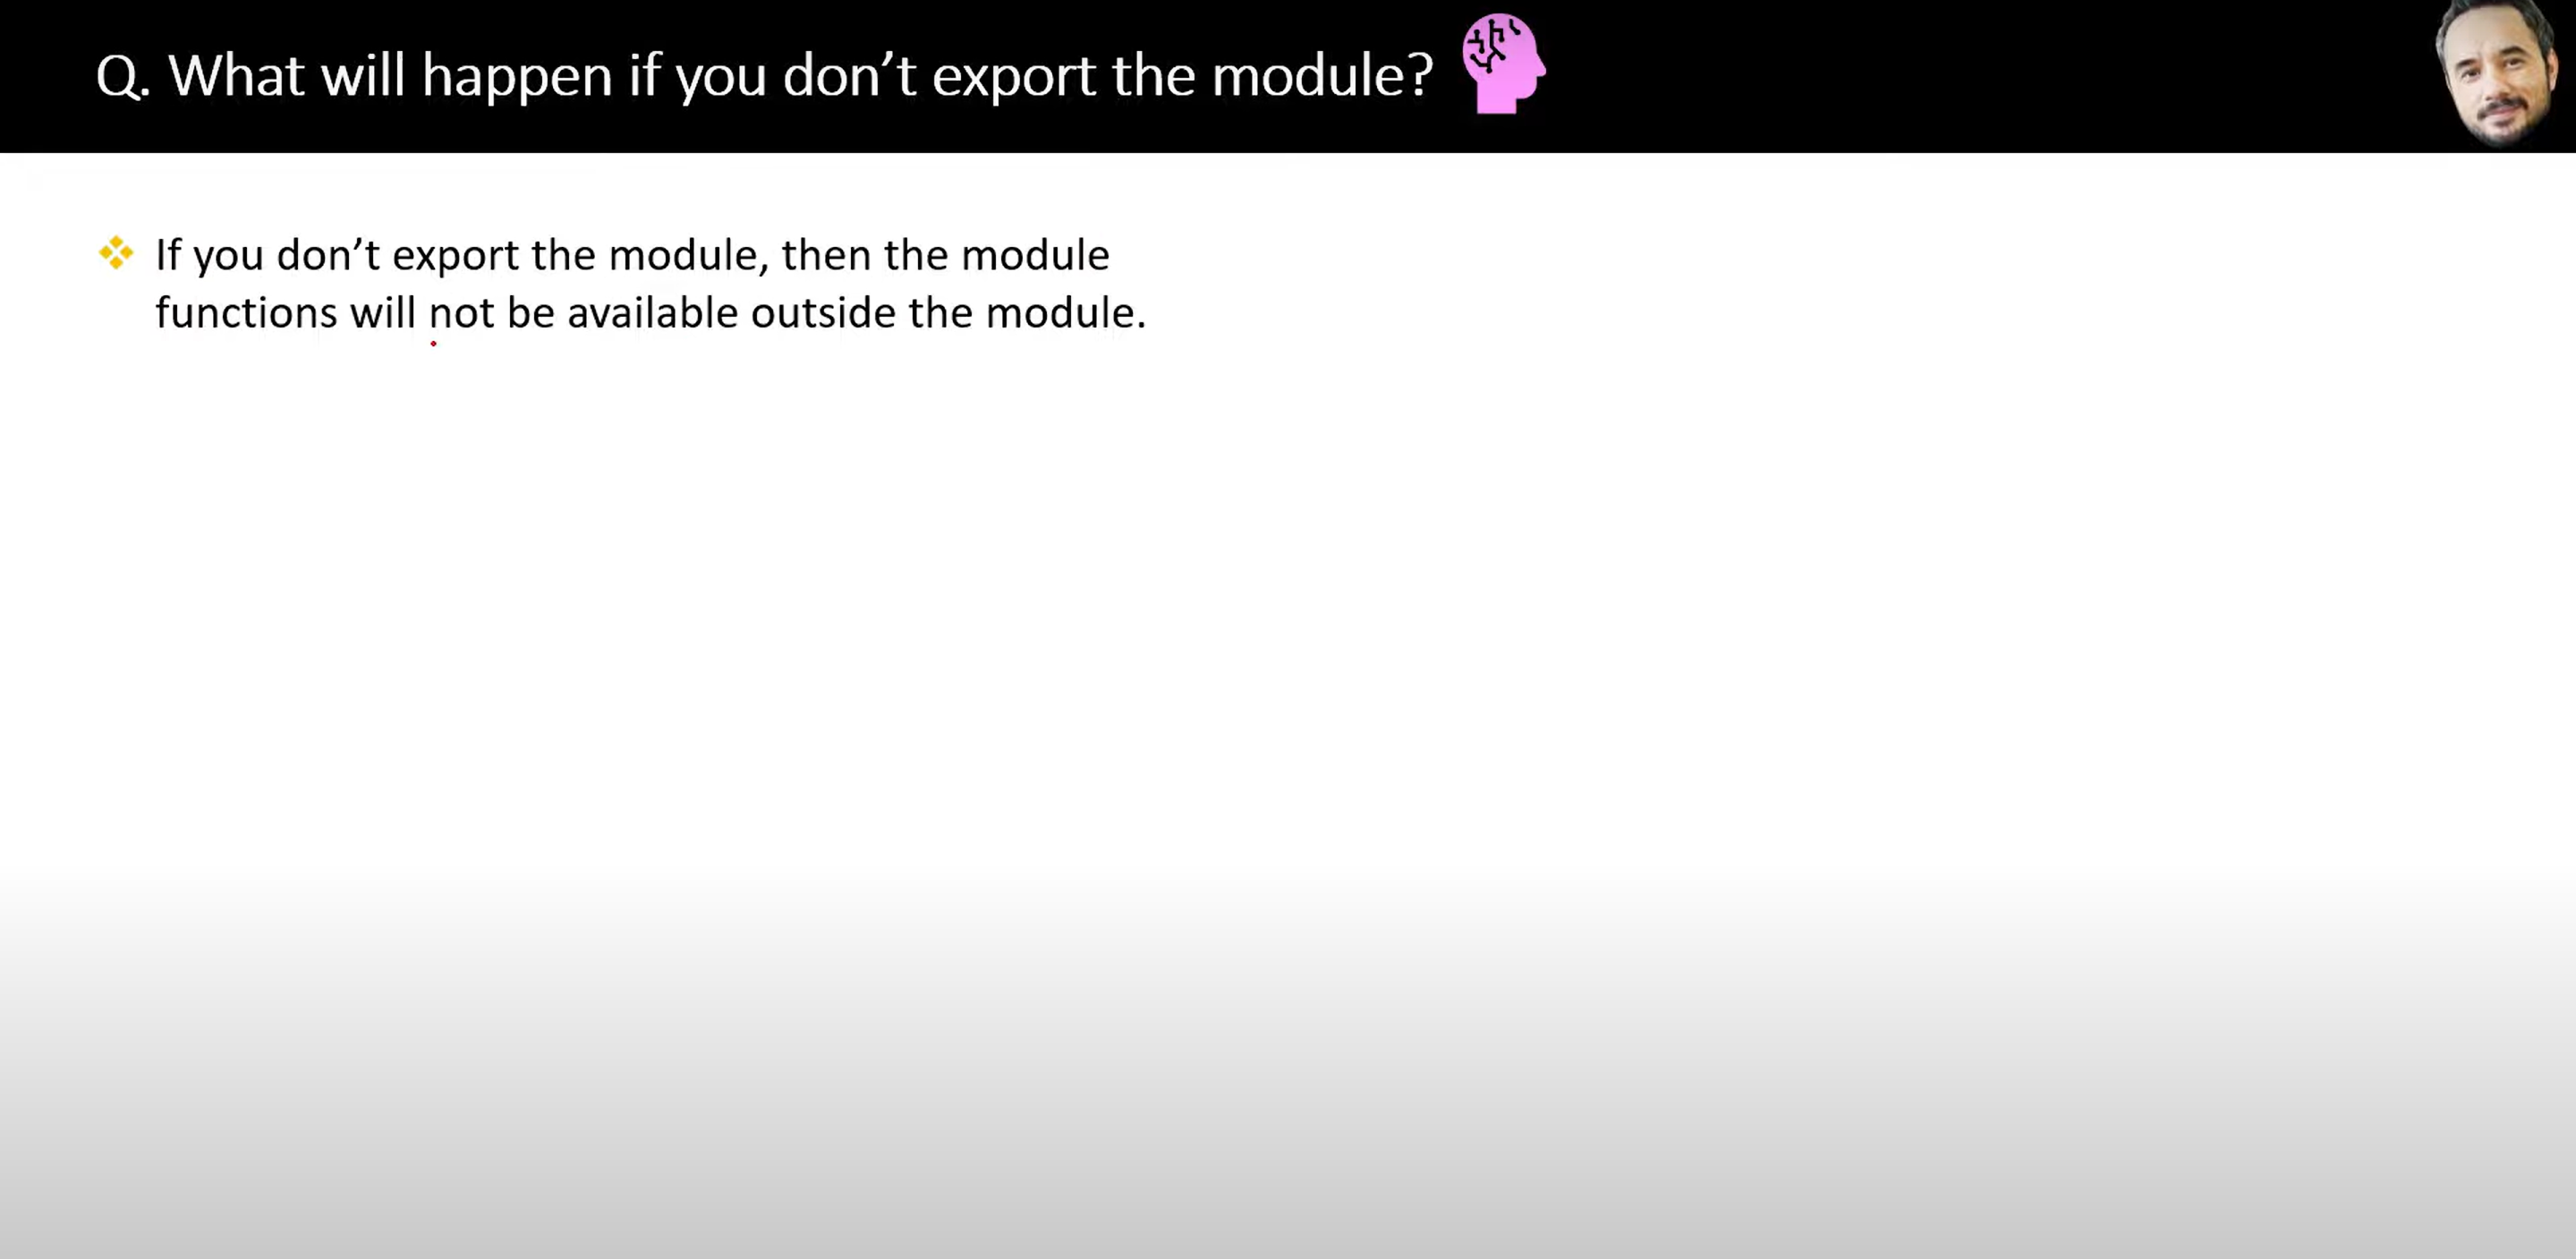 Q. What will happen if you don’t export the module?
If you don’t export the module, then the module
functions will not be available outside the module.